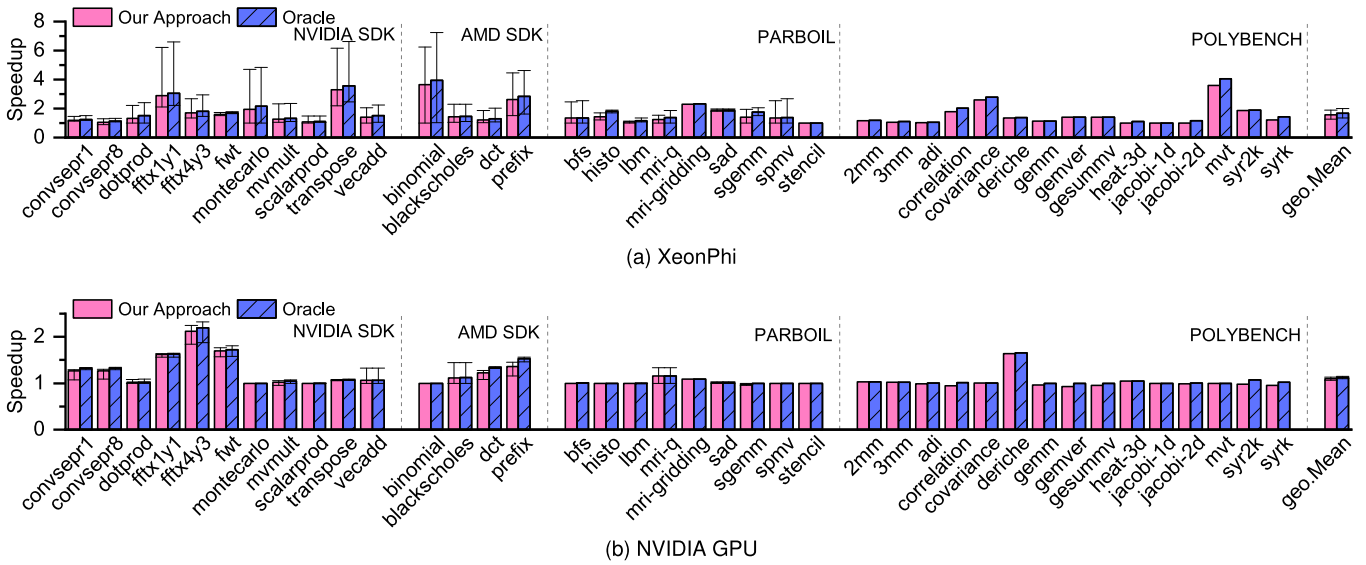 Our Approach Oracle
NVIDIA SDK AMD SDK PARBOIL POLYBENCH
Speedup
8
6
4
2
0
convsepr1 convsepr8 dotprod fftx1y1 fftx4y3 fwt montecarlo mvmult scalarprod transpose vecadd binomial blackscholes dct prefix bfs histo lbm mri-q mri-gridding sad sgemm spmv stencil 2mm 3mm adi correlation covariance deriche gemm gemver gesummv heat-3d jacobi-1d jacobi-2d mvt syr2k syrk geo.Mean
(a) XeonPhi
Our Approach Oracle
NVIDIA SDK AMD SDK PARBOIL POLYBENCH
Speedup
2
1
0
convsepr1 convsepr8 dotprod fftx1y1 fftx4y3 fwt montecarlo mvmult scalarprod transpose vecadd binomial blackscholes dct prefix bfs histo lbm mri-q mri-gridding sad sgemm spmv stencil 2mm 3mm adi correlation covariance deriche gemm gemver gesummv heat-3d jacobi-1d jacobi-2d mvt syr2k syrk geo.Mean
(b) NVIDIA GPU